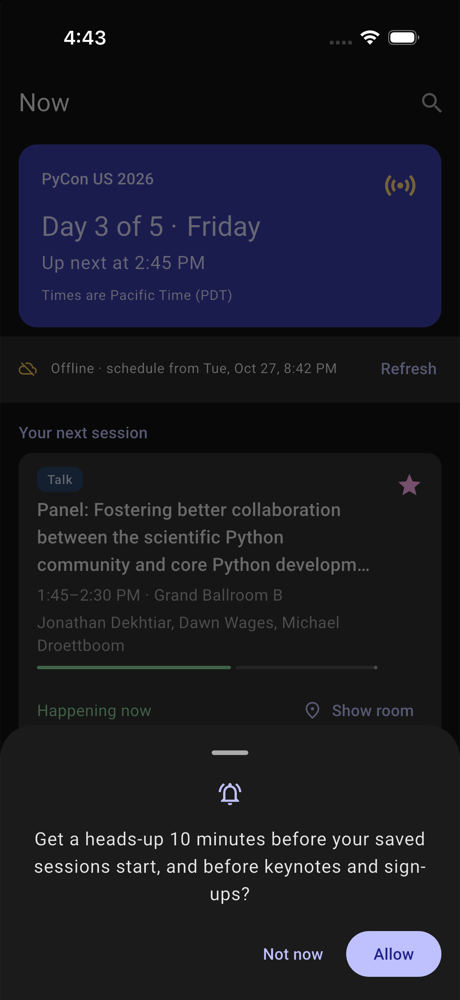 4:43
Now
PyCon US 2026
Day 3 of 5 · Friday
Up next at 2:45 PM
Times are Pacific Time (PDT)
Offline · schedule from Tue, Oct 27, 8:42 PM
Refresh
Your next session
Talk
Panel: Fostering better collaboration
between the scientific Python
community and core Python developm…
1:45–2:30 PM · Grand Ballroom B
Jonathan Dekhtiar, Dawn Wages, Michael
Droettboom
Happening now
Show room
Get a heads-up 10 minutes before your saved
sessions start, and before keynotes and sign-
ups?
Not now
Allow